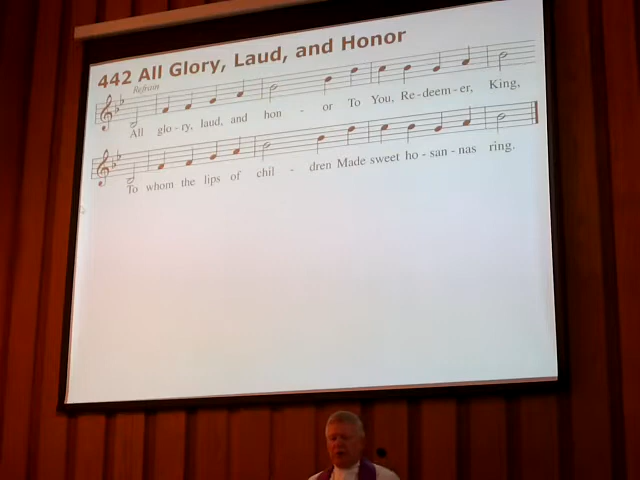 442 All Glory, Laud, and Honor
Refrain
All glo - ry, laud, and hon - or To You, Re - deem - er, King,
To whom the lips of chil - dren Made sweet ho - san - nas ring.